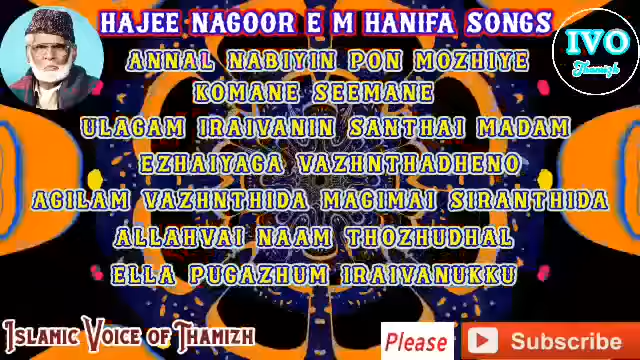 HAJEE NAGOOR E M HANIFA SONGS
IVO
Thamizh
ANNAL NABIYIN PON MOZHIYE
KOMANE SEEMANE
ULAGAM IRAIVANIN SANTHAI MADAM
EZHAIYAGA VAZHNTHADHENO
AGILAM VAZHNTHIDA MAGIMAI SIRANTHIDA
ALLAHVAI NAAM THOZHUDHAL
ELLA PUGAZHUM IRAIVANUKKU
Islamic Voice of Thamizh
Please
Subscribe